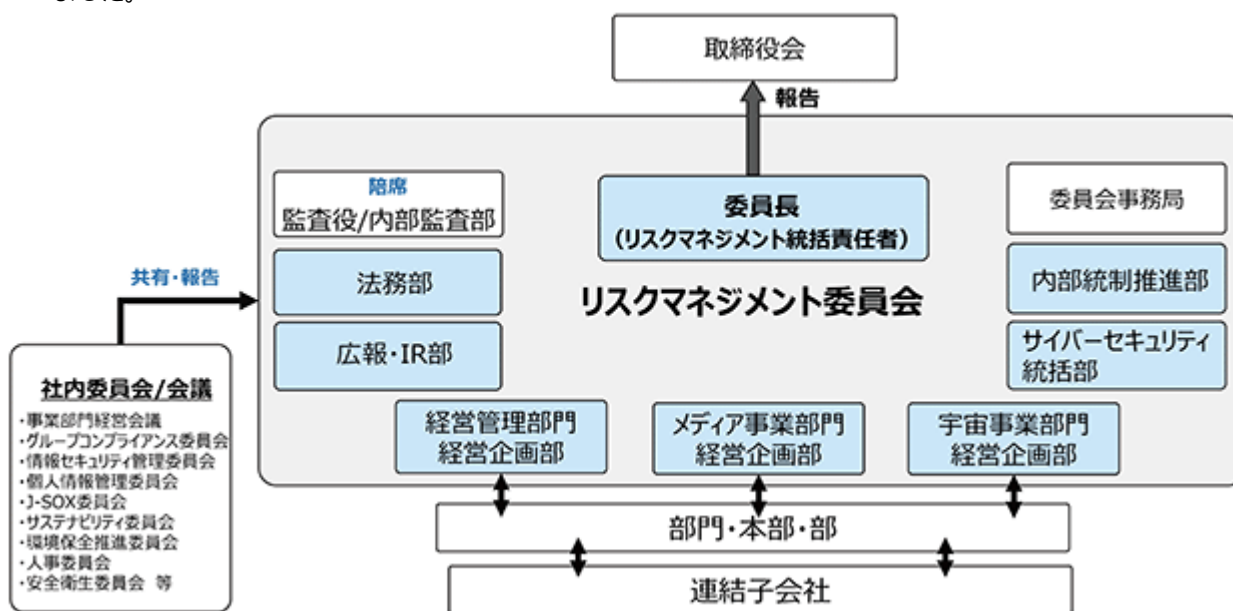 ました。
取締役会
報告
陪席
監査役/内部監査部
委員長
（リスクマネジメント統括責任者）
委員会事務局
共有・報告
法務部
リスクマネジメント委員会
内部統制推進部
広報・IR部
サイバーセキュリティ
統括部
社内委員会/会議
・事業部門経営会議
・グループコンプライアンス委員会
・情報セキュリティ管理委員会
・個人情報管理委員会
・J-SOX委員会
・サステナビリティ委員会
・環境保全推進委員会
・人事委員会
・安全衛生委員会 等
経営管理部門
経営企画部
メディア事業部門
経営企画部
宇宙事業部門
経営企画部
部門・本部・部
連結子会社